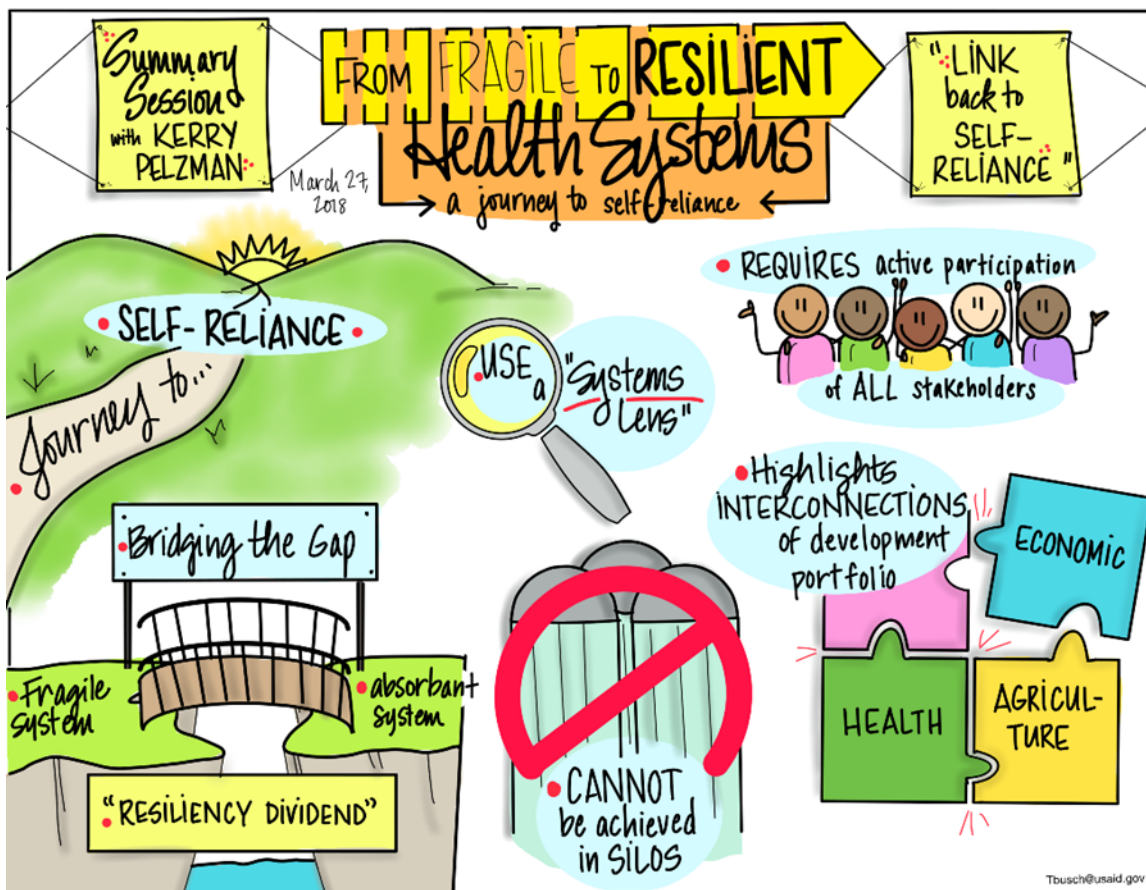 Summary
Session
with KERRY
PELZMAN
FROM FRAGILE TO RESILIENT
Health Systems
a journey to self-reliance
March 27,
2018
"LINK
back to
SELF-
RELIANCE"
SELF-RELIANCE
Journey to...
USE
a
"Systems
Lens"
REQUIRES active participation
of ALL stakeholders
Bridging the Gap
Fragile
system
absorbant
system
"RESILIENCY DIVIDEND"
CANNOT
be achieved
in SILOS
Highlights
INTERCONNECTIONS
of development
portfolio
ECONOMIC
HEALTH
AGRICUL-
TURE
Tbusch@usaid.gov